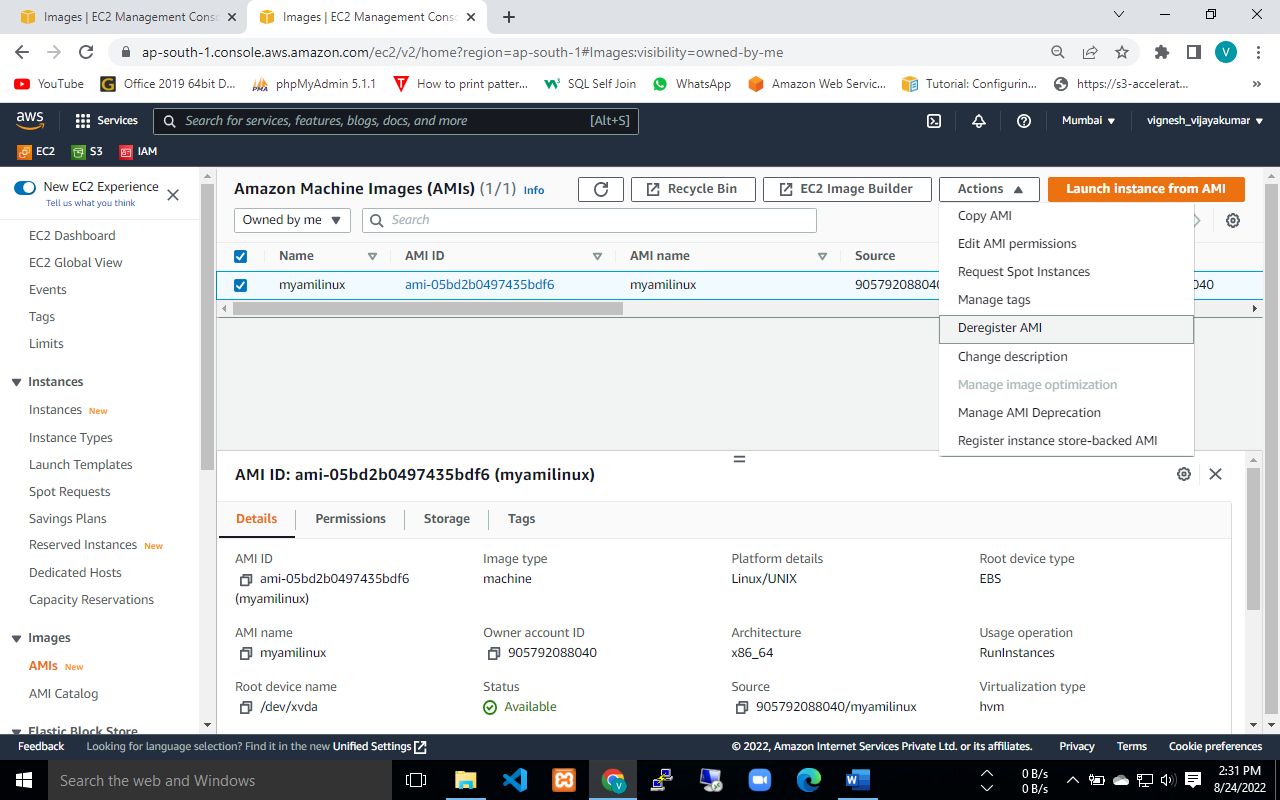 Images | EC2 Management Conso
Images | EC2 Management Conso
ap-south-1.console.aws.amazon.com/ec2/v2/home?region=ap-south-1#Images:visibility=owned-by-me
V
YouTube
Office 2019 64bit D...
phpMyAdmin 5.1.1
How to print patter...
SQL Self Join
WhatsApp
Amazon Web Servic...
Tutorial: Configurin...
https://s3-accelerat...
»
aws
Services
Search for services, features, blogs, docs, and more
[Alt+S]
Mumbai
vignesh_vijayakumar
EC2
S3
IAM
New EC2 Experience
Tell us what you think
EC2 Dashboard
EC2 Global View
Events
Tags
Limits
Instances
Instances New
Instance Types
Launch Templates
Spot Requests
Savings Plans
Reserved Instances New
Dedicated Hosts
Capacity Reservations
Images
AMIs New
AMI Catalog
Elastic Block Store
Amazon Machine Images (AMIs) (1/1) Info
Recycle Bin
EC2 Image Builder
Actions
Launch instance from AMI
Owned by me
Search
Name
AMI ID
AMI name
Source
myamilinux
ami-05bd2b0497435bdf6
myamilinux
905792088040
040
Copy AMI
Edit AMI permissions
Request Spot Instances
Manage tags
Deregister AMI
Change description
Manage image optimization
Manage AMI Deprecation
Register instance store-backed AMI
AMI ID: ami-05bd2b0497435bdf6 (myamilinux)
Details
Permissions
Storage
Tags
AMI ID
ami-05bd2b0497435bdf6
(myamilinux)
Image type
machine
Platform details
Linux/UNIX
Root device type
EBS
AMI name
myamilinux
Owner account ID
905792088040
Architecture
x86_64
Usage operation
RunInstances
Root device name
/dev/xvda
Status
Available
Source
905792088040/myamilinux
Virtualization type
hvm
Feedback
Looking for language selection? Find it in the new Unified Settings
© 2022, Amazon Internet Services Private Ltd. or its affiliates.
Privacy
Terms
Cookie preferences
Search the web and Windows
0 B/s
0 B/s
2:31 PM
8/24/2022